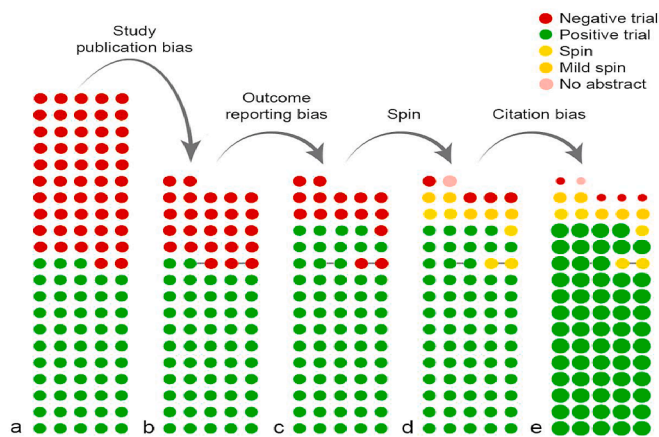 Study
publication bias
Outcome
reporting bias
Spin
Citation bias
Negative trial
Positive trial
Spin
Mild spin
No abstract
a
b
c
d
e